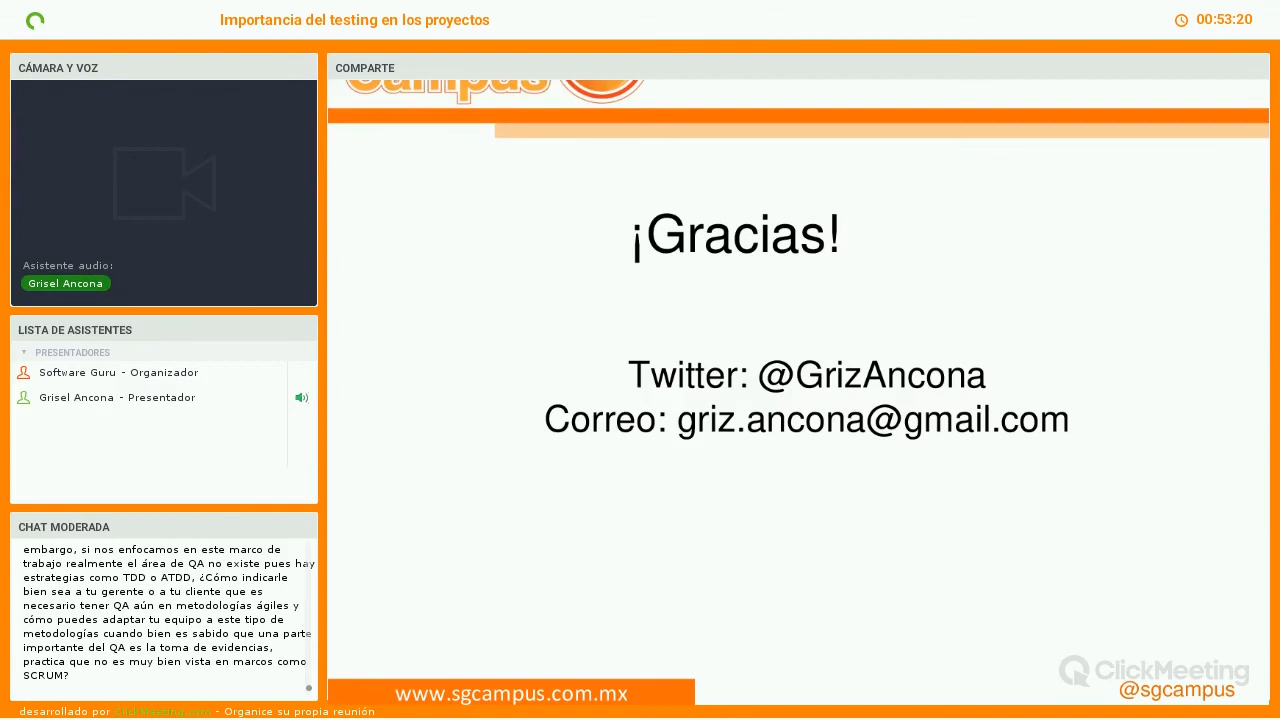 Importancia del testing en los proyectos
00:53:20
CÁMARA Y VOZ
Asistente audio:
Grisel Ancona
LISTA DE ASISTENTES
PRESENTADORES
Software Guru - Organizador
Grisel Ancona - Presentador
CHAT MODERADA
embargo, si nos enfocamos en este marco de
trabajo realmente el área de QA no existe pues hay
estrategias como TDD o ATDD, ¿Cómo indicarle
bien sea a tu gerente o a tu cliente que es
necesario tener QA aún en metodologías ágiles y
cómo puedes adaptar tu equipo a este tipo de
metodologías cuando bien es sabido que una parte
importante del QA es la toma de evidencias,
practica que no es muy bien vista en marcos como
SCRUM?
desarrollado por ClickMeeting.com - Organice su propia reunión
COMPARTE
Campus
¡Gracias!
Twitter: @GrizAncona
Correo: griz.ancona@gmail.com
www.sgcampus.com.mx
ClickMeeting
@sgcampus